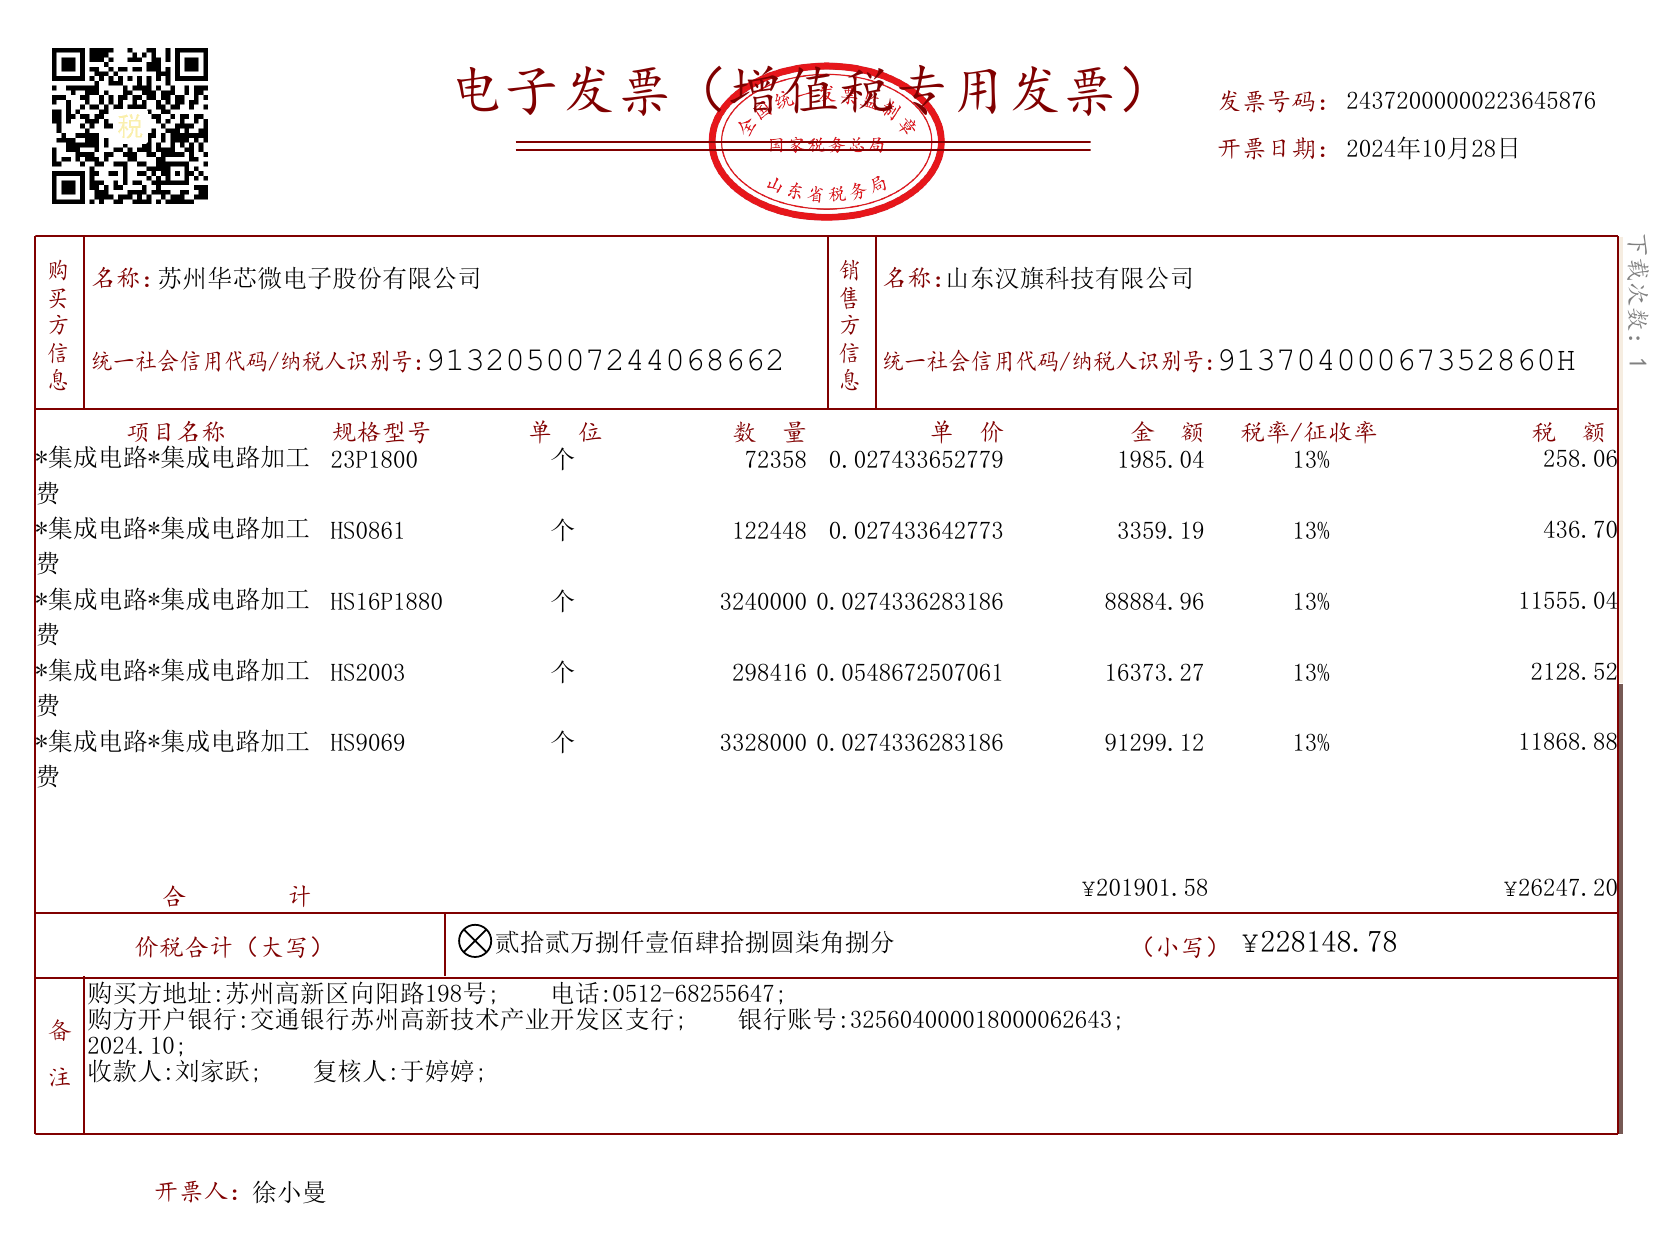 电子发票（增值税专用发票）
发票号码：24372000000223645876
开票日期：2024年10月28日
税
全国统一发票监制章
国家税务总局
山东省税务局
下载次数：1
购买方信息
名称：苏州华芯微电子股份有限公司
统一社会信用代码/纳税人识别号：913205007244068662
销售方信息
名称：山东汉旗科技有限公司
统一社会信用代码/纳税人识别号：91370400067352860H
项目名称 规格型号 单 位 数 量 单 价 金 额 税率/征收率 税 额
*集成电路*集成电路加工 23P1800 个 72358 0.027433652779 1985.04 13% 258.06
费
*集成电路*集成电路加工 HS0861 个 122448 0.027433642773 3359.19 13% 436.70
费
*集成电路*集成电路加工 HS16P1880 个 3240000 0.0274336283186 88884.96 13% 11555.04
费
*集成电路*集成电路加工 HS2003 个 298416 0.0548672507061 16373.27 13% 2128.52
费
*集成电路*集成电路加工 HS9069 个 3328000 0.0274336283186 91299.12 13% 11868.88
费
合 计 ¥201901.58 ¥26247.20
价税合计（大写） 贰拾贰万捌仟壹佰肆拾捌圆柒角捌分 （小写）¥228148.78
备注
购买方地址:苏州高新区向阳路198号; 电话:0512-68255647;
购方开户银行:交通银行苏州高新技术产业开发区支行; 银行账号:325604000018000062643;
2024.10;
收款人:刘家跃; 复核人:于婷婷;
开票人：徐小曼